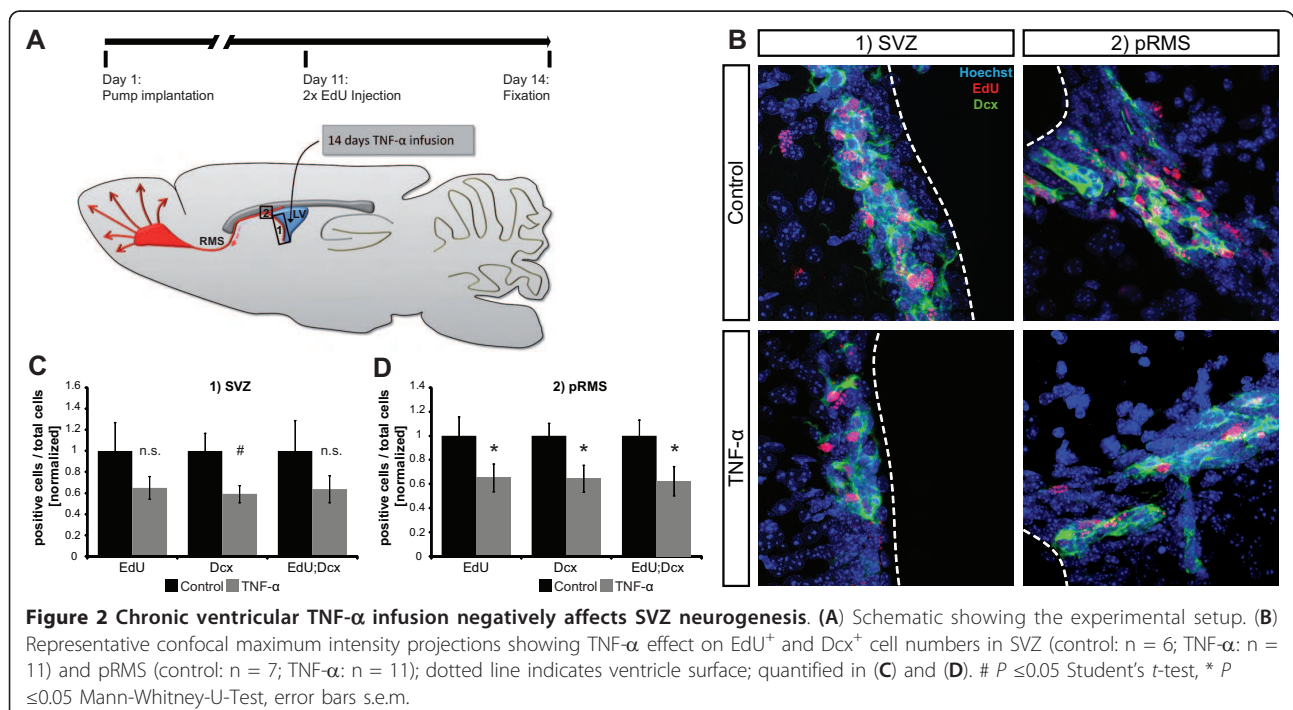 A
Day 1:
Pump implantation
Day 11:
2x EdU Injection
Day 14:
Fixation
14 days TNF-α infusion
RMS
2
1
LV
B
1) SVZ
2) pRMS
Hoechst
EdU
Dcx
Control
TNF-α
C
1) SVZ
positive cells / total cells
[normalized]
1.6
1.4
1.2
1
0.8
0.6
0.4
0.2
0
n.s.
#
n.s.
EdU
Dcx
EdU;Dcx
Control
TNF-α
D
2) pRMS
positive cells / total cells
[normalized]
1.4
1.2
1
0.8
0.6
0.4
0.2
0
*
*
*
EdU
Dcx
EdU;Dcx
Control
TNF-α
Figure 2 Chronic ventricular TNF-α infusion negatively affects SVZ neurogenesis. (A) Schematic showing the experimental setup. (B)
Representative confocal maximum intensity projections showing TNF-α effect on EdU⁺ and Dcx⁺ cell numbers in SVZ (control: n = 6; TNF-α: n =
11) and pRMS (control: n = 7; TNF-α: n = 11); dotted line indicates ventricle surface; quantified in (C) and (D). # P ≤0.05 Student's t-test, * P
≤0.05 Mann-Whitney-U-Test, error bars s.e.m.